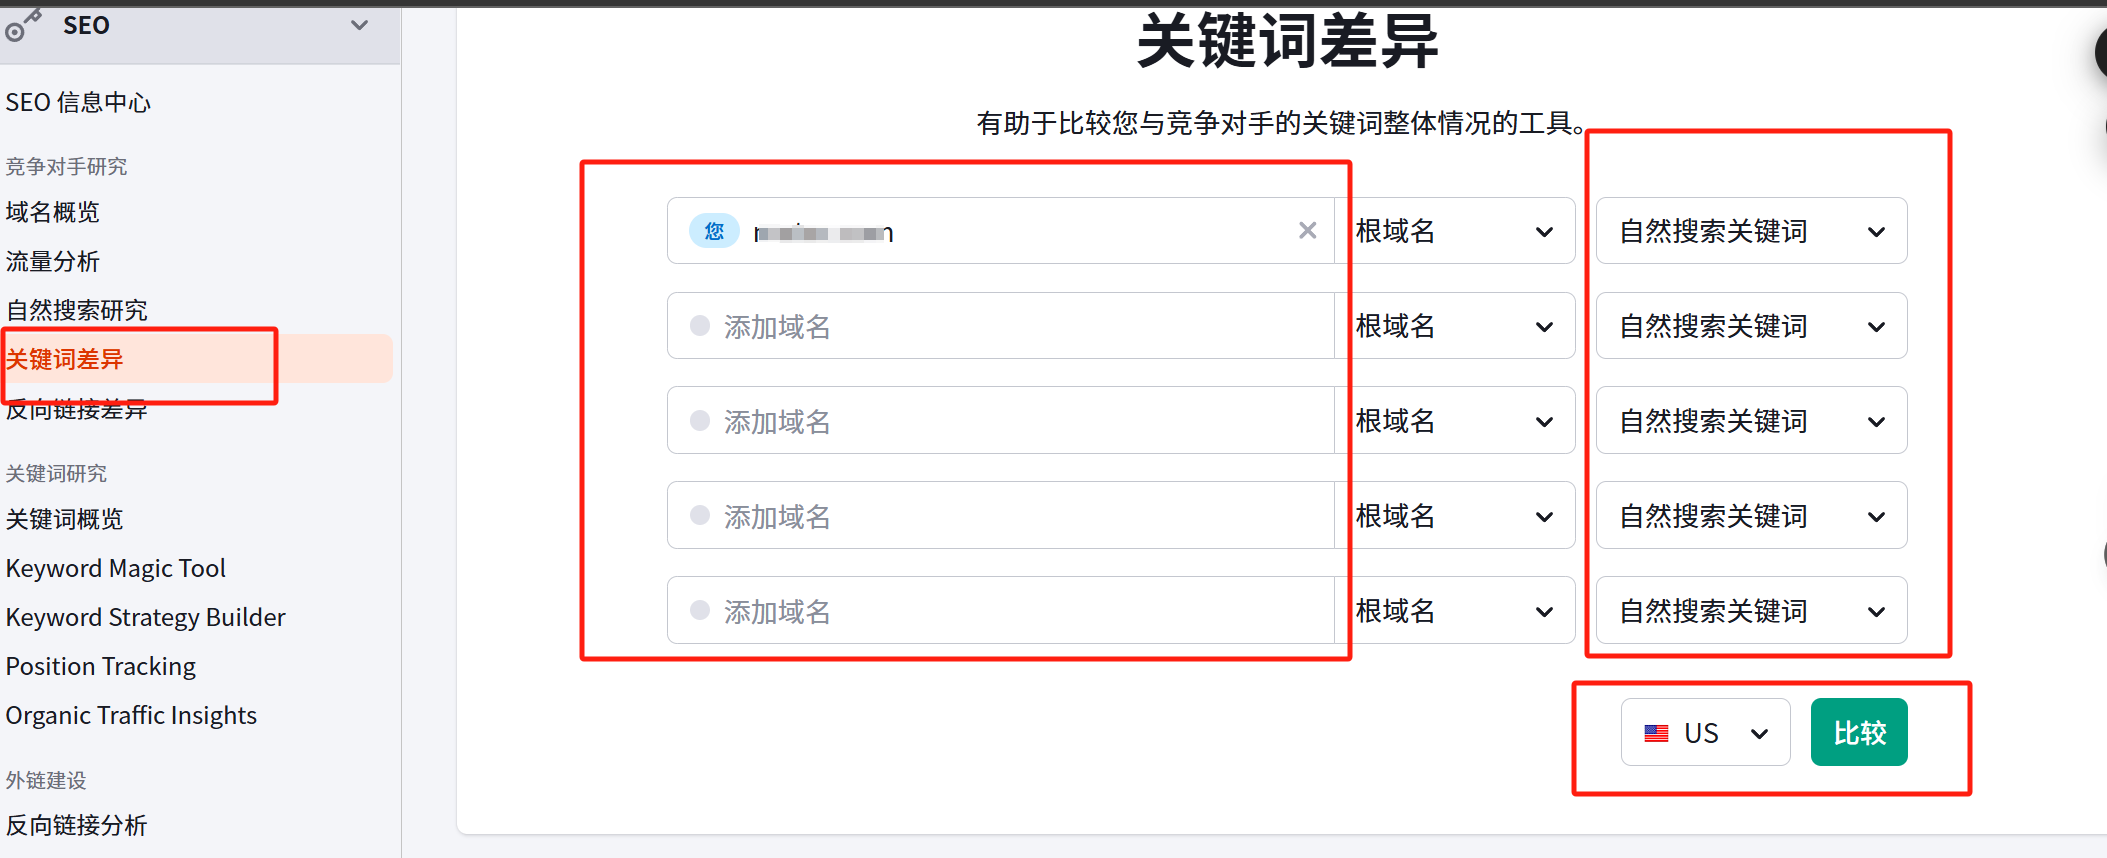 SEO
SEO 信息中心
竞争对手研究
域名概览
流量分析
自然搜索研究
关键词差异
反向链接差异
关键词研究
关键词概览
Keyword Magic Tool
Keyword Strategy Builder
Position Tracking
Organic Traffic Insights
外链建设
反向链接分析
关键词差异
有助于比较您与竞争对手的关键词整体情况的工具。
您 根域名 自然搜索关键词
添加域名 根域名 自然搜索关键词
添加域名 根域名 自然搜索关键词
添加域名 根域名 自然搜索关键词
添加域名 根域名 自然搜索关键词
US 比较